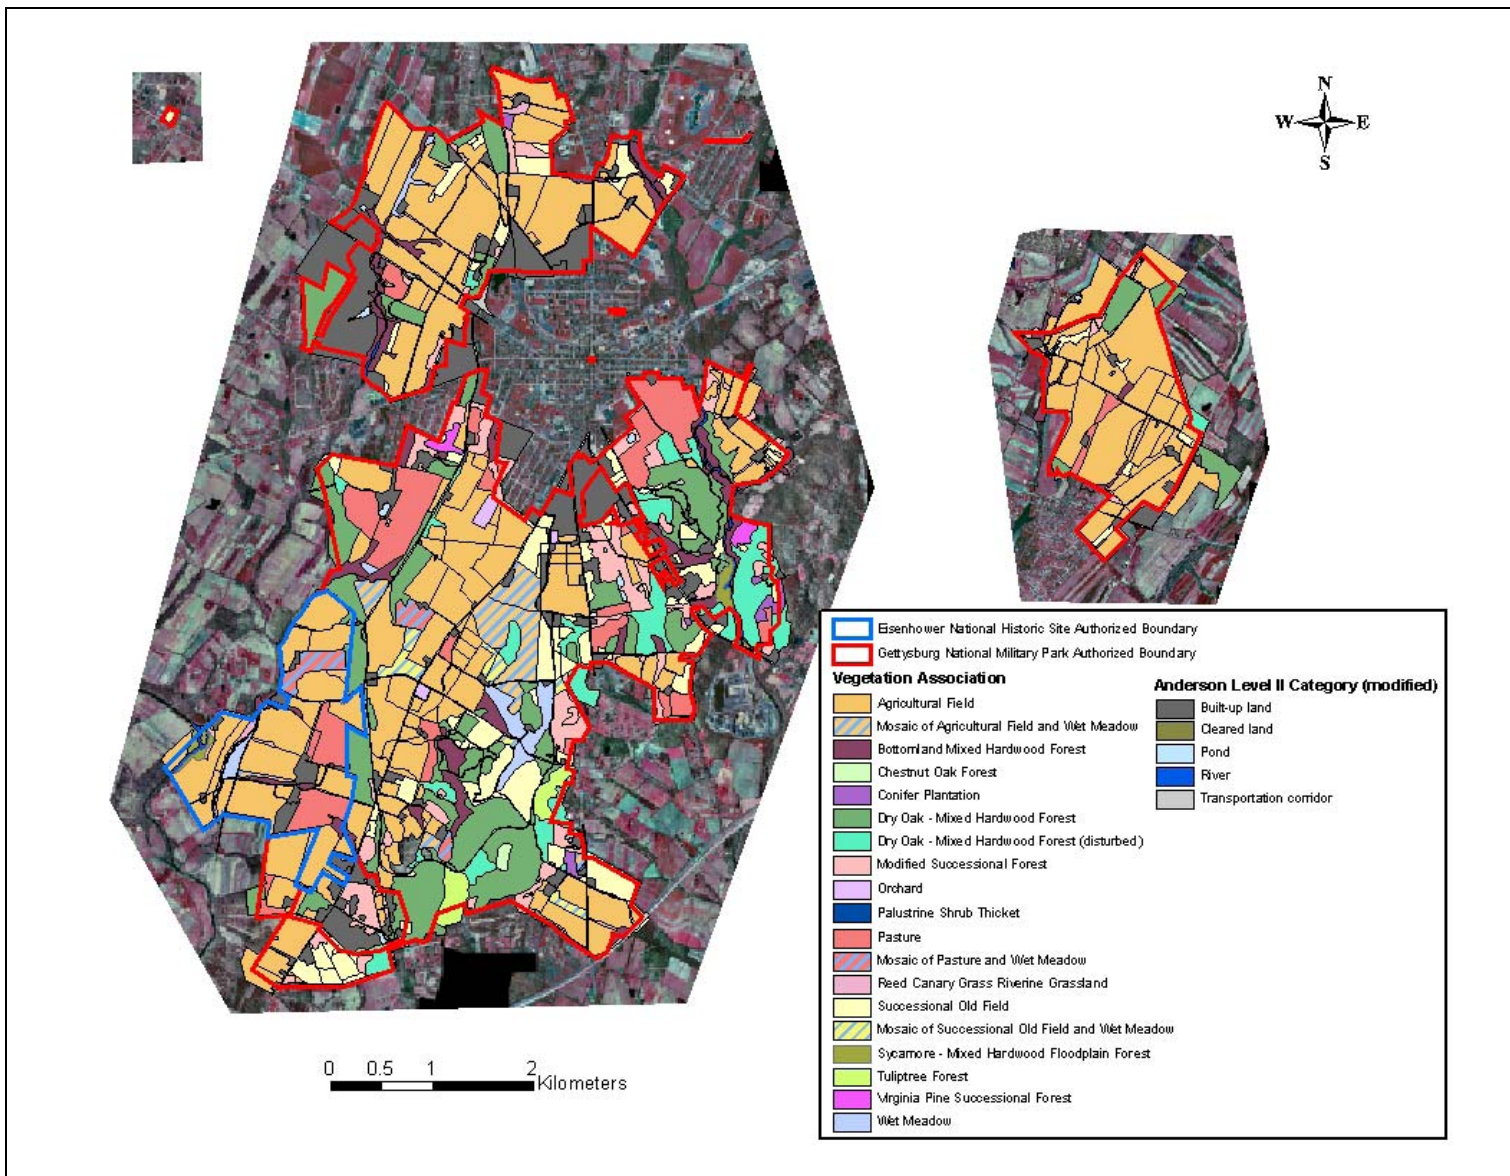 N
W E
S
Eisenhower National Historic Site Authorized Boundary
Gettysburg National Military Park Authorized Boundary
Vegetation Association
Agricultural Field
Mosaic of Agricultural Field and Wet Meadow
Bottomland Mixed Hardwood Forest
Chestnut Oak Forest
Conifer Plantation
Dry Oak - Mixed Hardwood Forest
Dry Oak - Mixed Hardwood Forest (disturbed)
Modified Successional Forest
Orchard
Palustrine Shrub Thicket
Pasture
Mosaic of Pasture and Wet Meadow
Reed Canary Grass Riverine Grassland
Successional Old Field
Mosaic of Successional Old Field and Wet Meadow
Sycamore - Mixed Hardwood Floodplain Forest
Tuliptree Forest
Virginia Pine Successional Forest
Wet Meadow
Anderson Level II Category (modified)
Built-up land
Cleared land
Pond
River
Transportation corridor
0 0.5 1 2
Kilometers